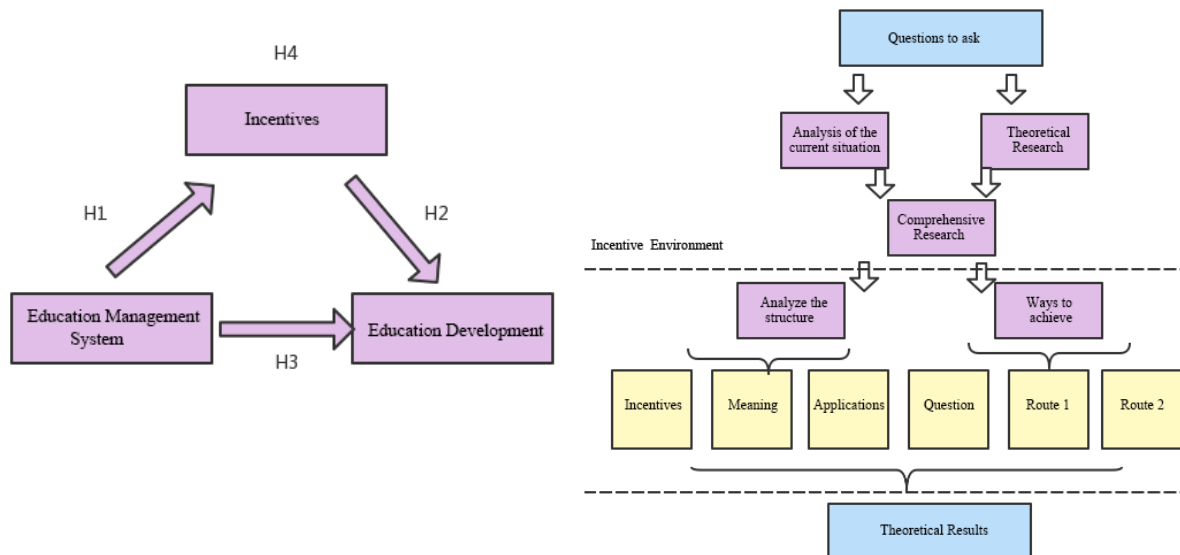 H4
Incentives
H1
H2
Education Management
System
Education Development
H3
Questions to ask
Analysis of the
current situation
Theoretical
Research
Comprehensive
Research
Incentive Environment
Analyze the
structure
Ways to
achieve
Incentives
Meaning
Applications
Question
Route 1
Route 2
Theoretical Results